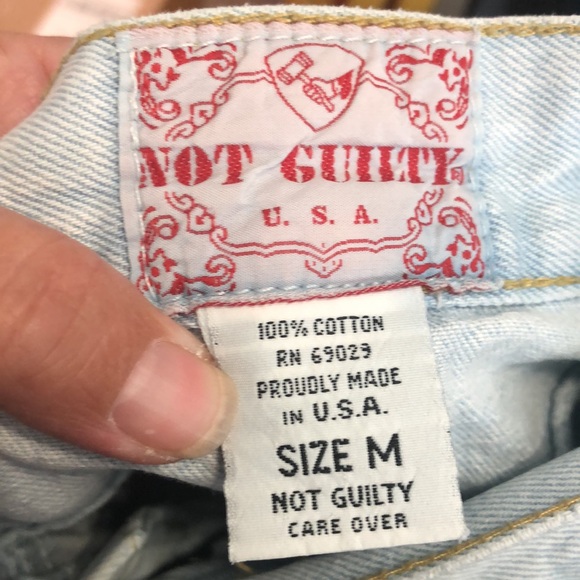 NOT GUILTY
U. S. A.
100% COTTON
RN 69029
PROUDLY MADE
IN U.S.A.
SIZE M
NOT GUILTY
CARE OVER